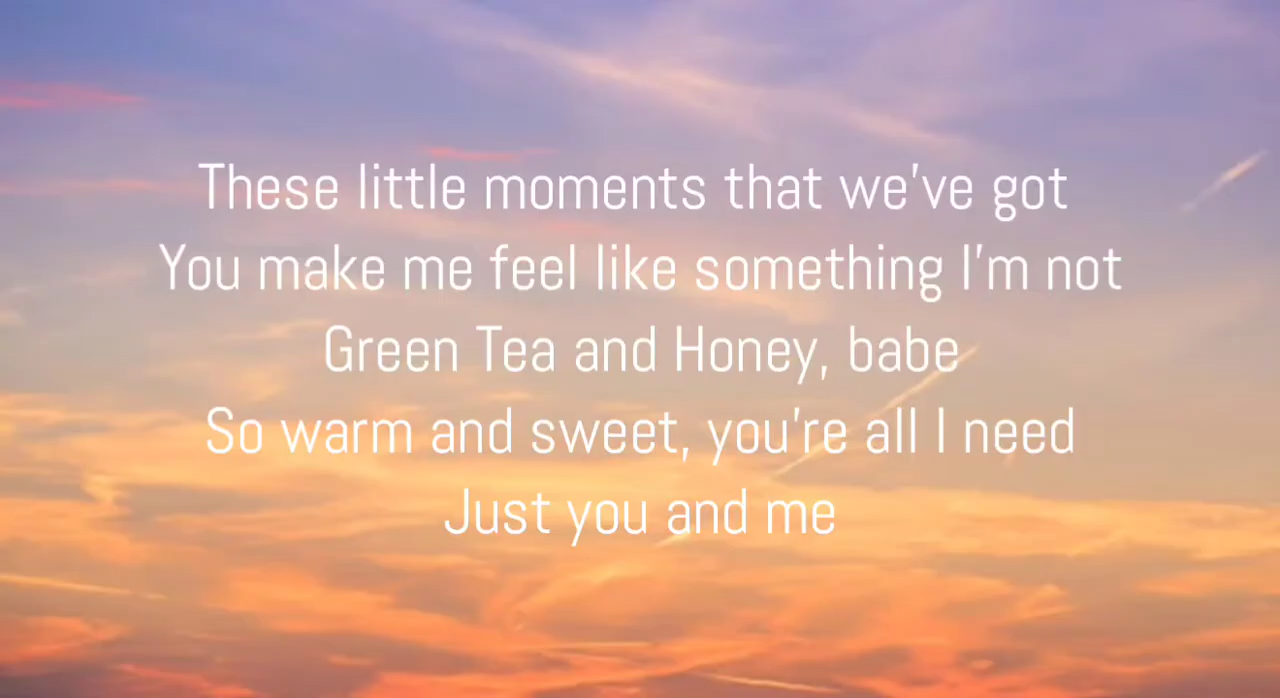 These little moments that we've got
You make me feel like something I'm not
Green Tea and Honey, babe
So warm and sweet, you're all I need
Just you and me